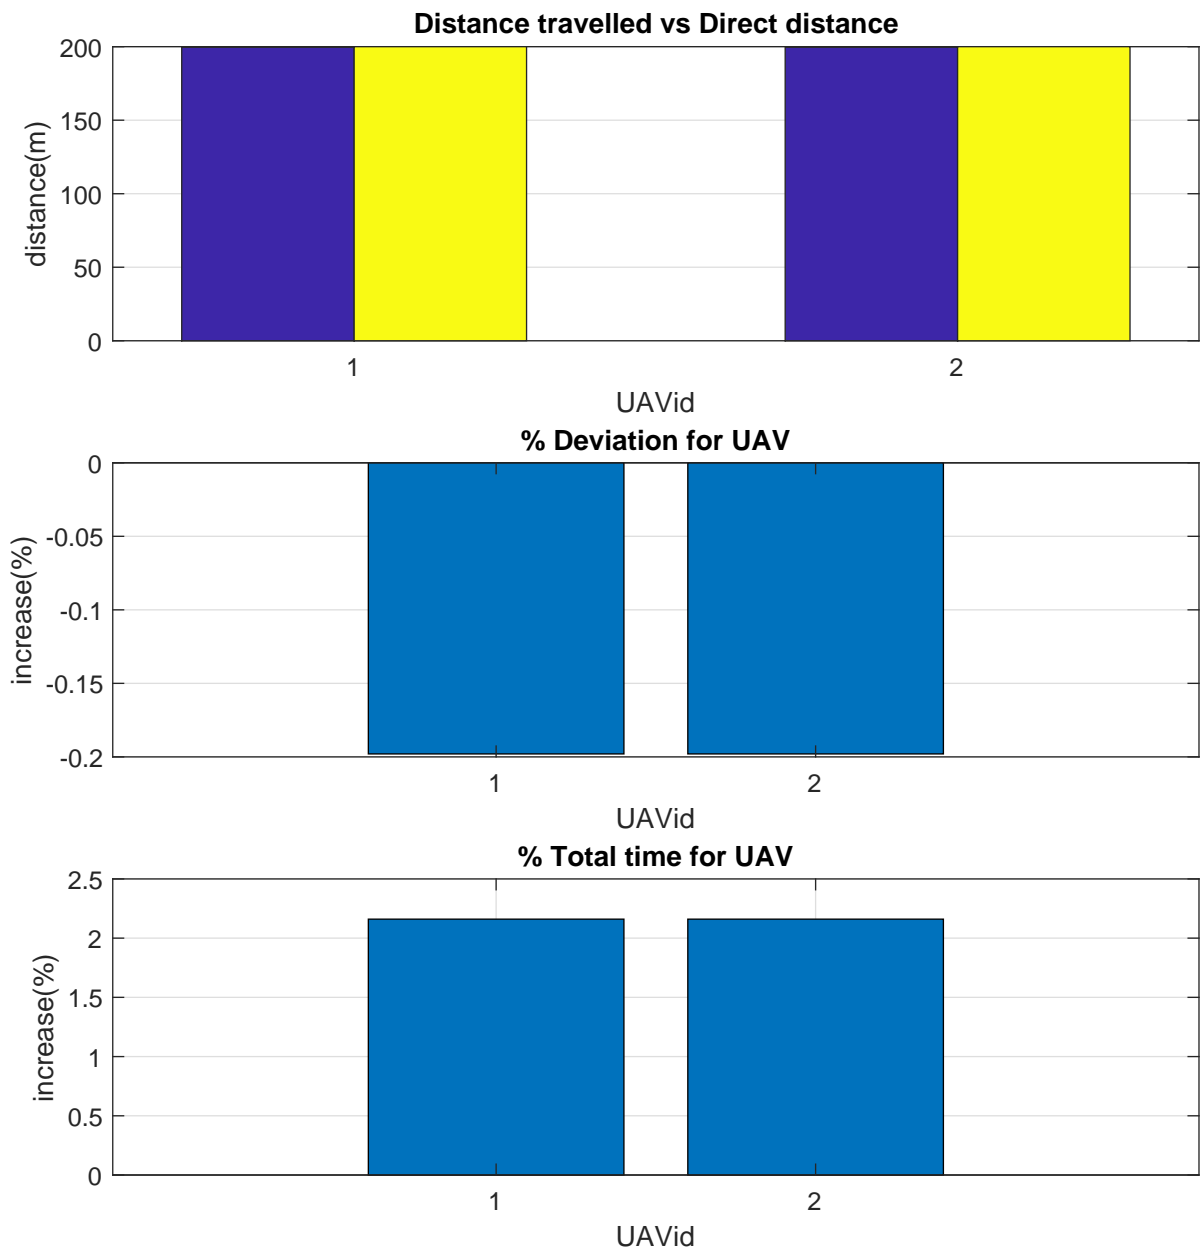 Distance travelled vs Direct distance
200
150
100
50
0
distance(m)
1
2
UAVid
% Deviation for UAV
0
-0.05
-0.1
-0.15
-0.2
increase(%)
1
2
UAVid
% Total time for UAV
2.5
2
1.5
1
0.5
0
increase(%)
1
2
UAVid